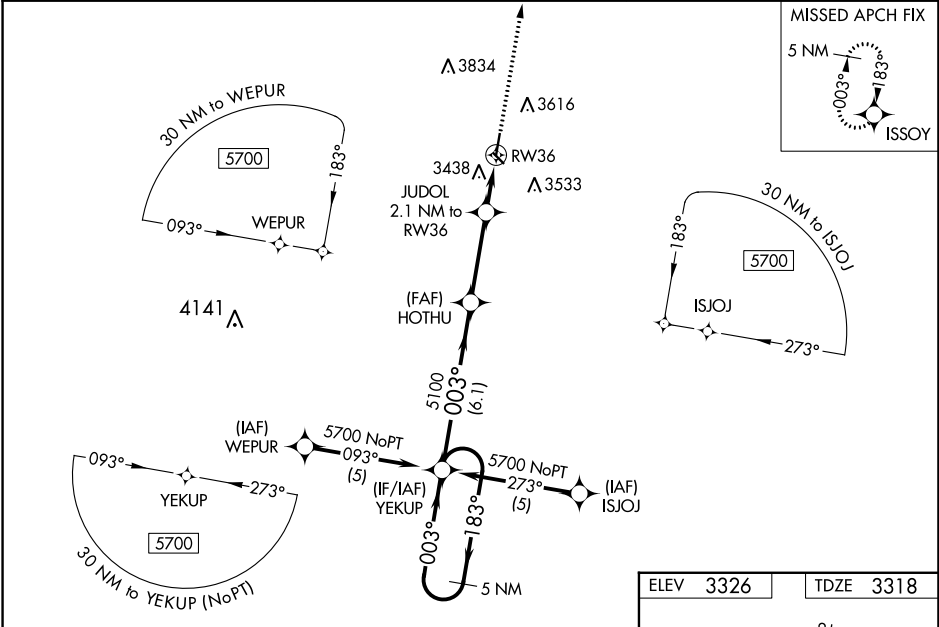 MISSED APCH FIX
5 NM
003°
183°
ISSOY
3834
3616
RW36
3438
3533
JUDOL
2.1 NM to
RW36
30 NM to WEPUR
5700
183°
093°
WEPUR
30 NM to ISJOJ
183°
5700
ISJOJ
273°
4141
(FAF)
HOTHU
5100
003°
(6.1)
(IAF)
WEPUR
5700 NoPT
093°
(5)
(IF/IAF)
YEKUP
5700 NoPT
273°
(5)
(IAF)
ISJOJ
003°
183°
5 NM
093°
YEKUP
273°
5700
30 NM to YEKUP (NoPT)
ELEV 3326
TDZE 3318